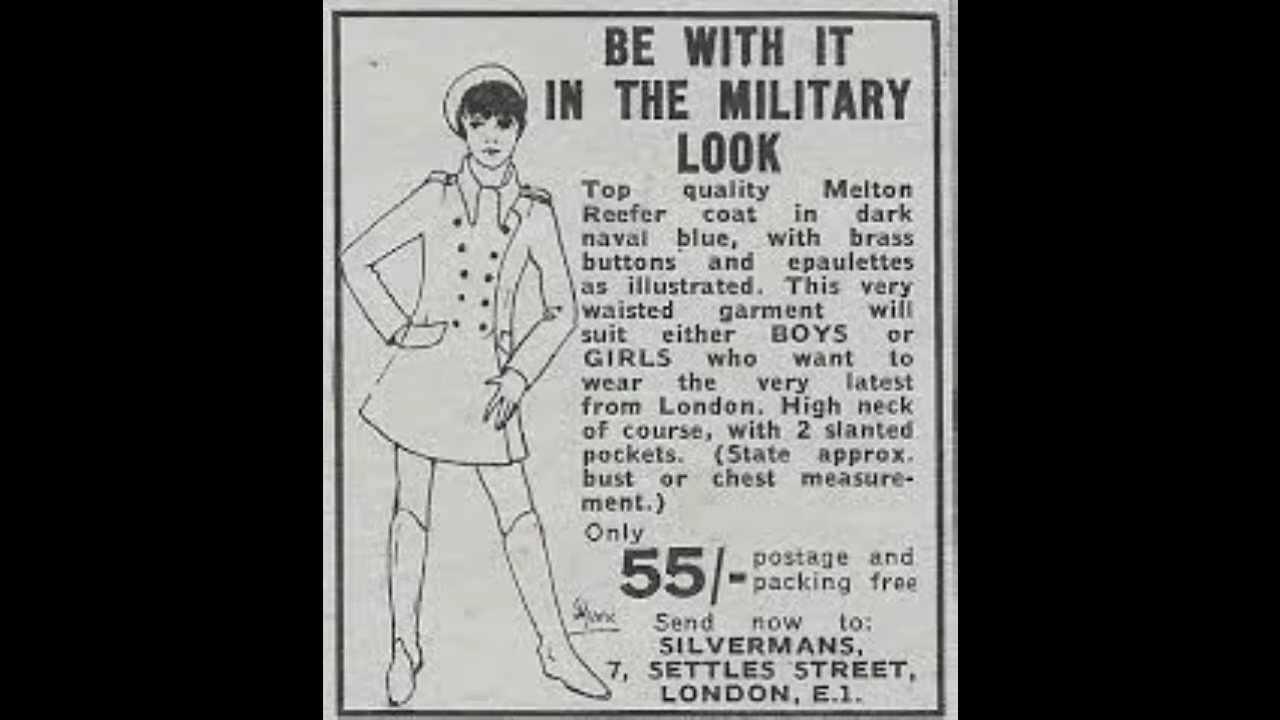 BE WITH IT
IN THE MILITARY
LOOK
Top quality Melton
Reefer coat in dark
naval blue, with brass
buttons and epaulettes
as illustrated. This very
waisted garment will
suit either BOYS or
GIRLS who want to
wear the very latest
from London. High neck
of course, with 2 slanted
pockets. (State approx.
bust or chest measure-
ment.)
Only
55/- postage and
packing free
Send now to:
SILVERMANS,
7, SETTLES STREET,
LONDON, E.1.